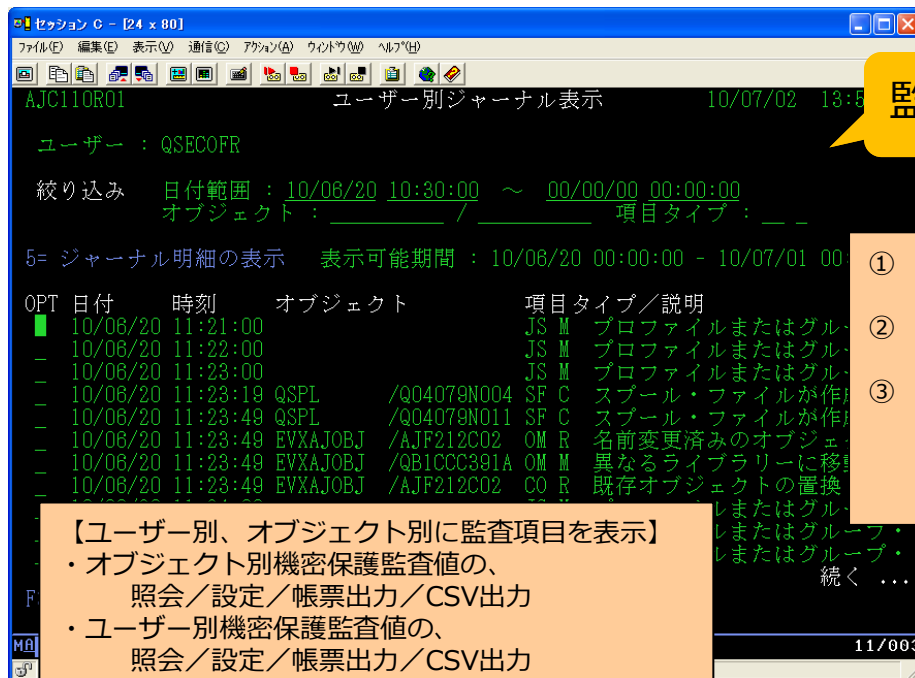 セッション C - [24 x 80]
ファイル(F) 編集(E) 表示(V) 通信(C) アクション(A) ウィンドウ(W) ヘルプ(H)
AJC110R01 ユーザー別ジャーナル表示 10/07/02 13:5
監
ユーザー : QSECOFR
絞り込み 日付範囲 : 10/06/20 10:30:00 ～ 00/00/00 00:00:00
オブジェクト : __________ / __________ 項目タイプ : __ _
5= ジャーナル明細の表示 表示可能期間 : 10/06/20 00:00:00 - 10/07/01 00:
①
②
③
OPT 日付 時刻 オブジェクト 項目タイプ／説明
10/06/20 11:21:00 JS M プロファイルまたはグル
_ 10/06/20 11:22:00 JS M プロファイルまたはグル
_ 10/06/20 11:23:00 JS M プロファイルまたはグル
_ 10/06/20 11:23:19 QSPL /Q04079N004 SF C スプール・ファイルが作
_ 10/06/20 11:23:49 QSPL /Q04079N011 SF C スプール・ファイルが作
_ 10/06/20 11:23:49 EVXAJOBJ /AJF212C02 OM R 名前変更済みのオブジェ
_ 10/06/20 11:23:49 EVXAJOBJ /QB1CCC391A OM M 異なるライブラリーに移
_ 10/06/20 11:23:49 EVXAJOBJ /AJF212C02 CO R 既存オブジェクトの置換
ルまたはグル
ルまたはグループ・
ルまたはグループ・
続く ...
F
【ユーザー別、オブジェクト別に監査項目を表示】
・オブジェクト別機密保護監査値の、
照会／設定／帳票出力／CSV出力
・ユーザー別機密保護監査値の、
照会／設定／帳票出力／CSV出力
MA 11/003